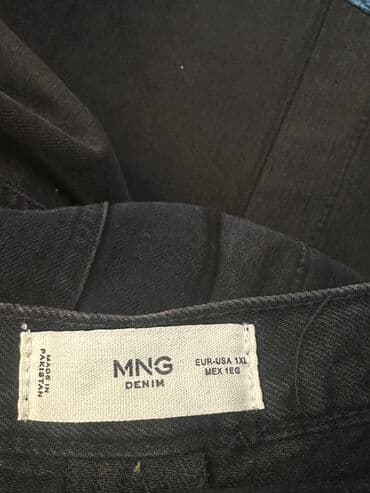 MADE IN
PAKISTAN
MNG
DENIM
EUR-USA 1XL
MEX 1EG